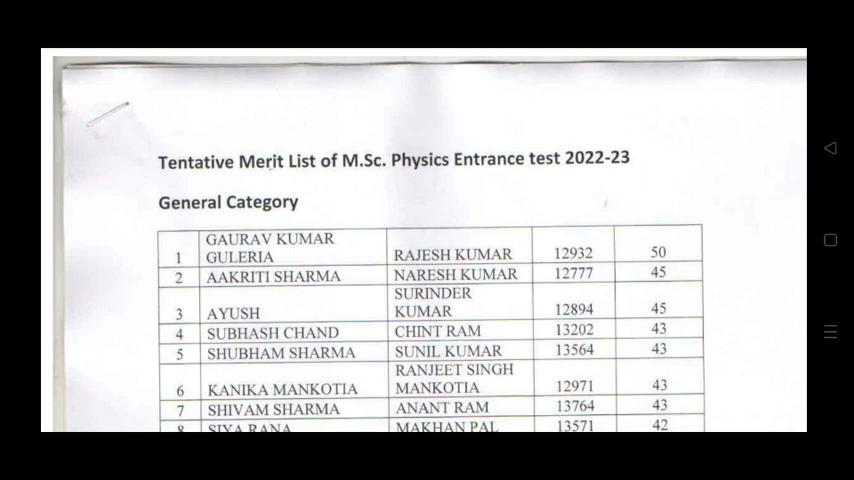 Tentative Merit List of M.Sc. Physics Entrance test 2022-23
General Category
1 GAURAV KUMAR GULERIA RAJESH KUMAR 12932 50
2 AAKRITI SHARMA NARESH KUMAR 12777 45
3 AYUSH SURINDER KUMAR 12894 45
4 SUBHASH CHAND CHINT RAM 13202 43
5 SHUBHAM SHARMA SUNIL KUMAR 13564 43
6 KANIKA MANKOTIA RANJEET SINGH MANKOTIA 12971 43
7 SHIVAM SHARMA ANANT RAM 13764 43
8 SIYA RANA MAKHAN PAL 13571 42